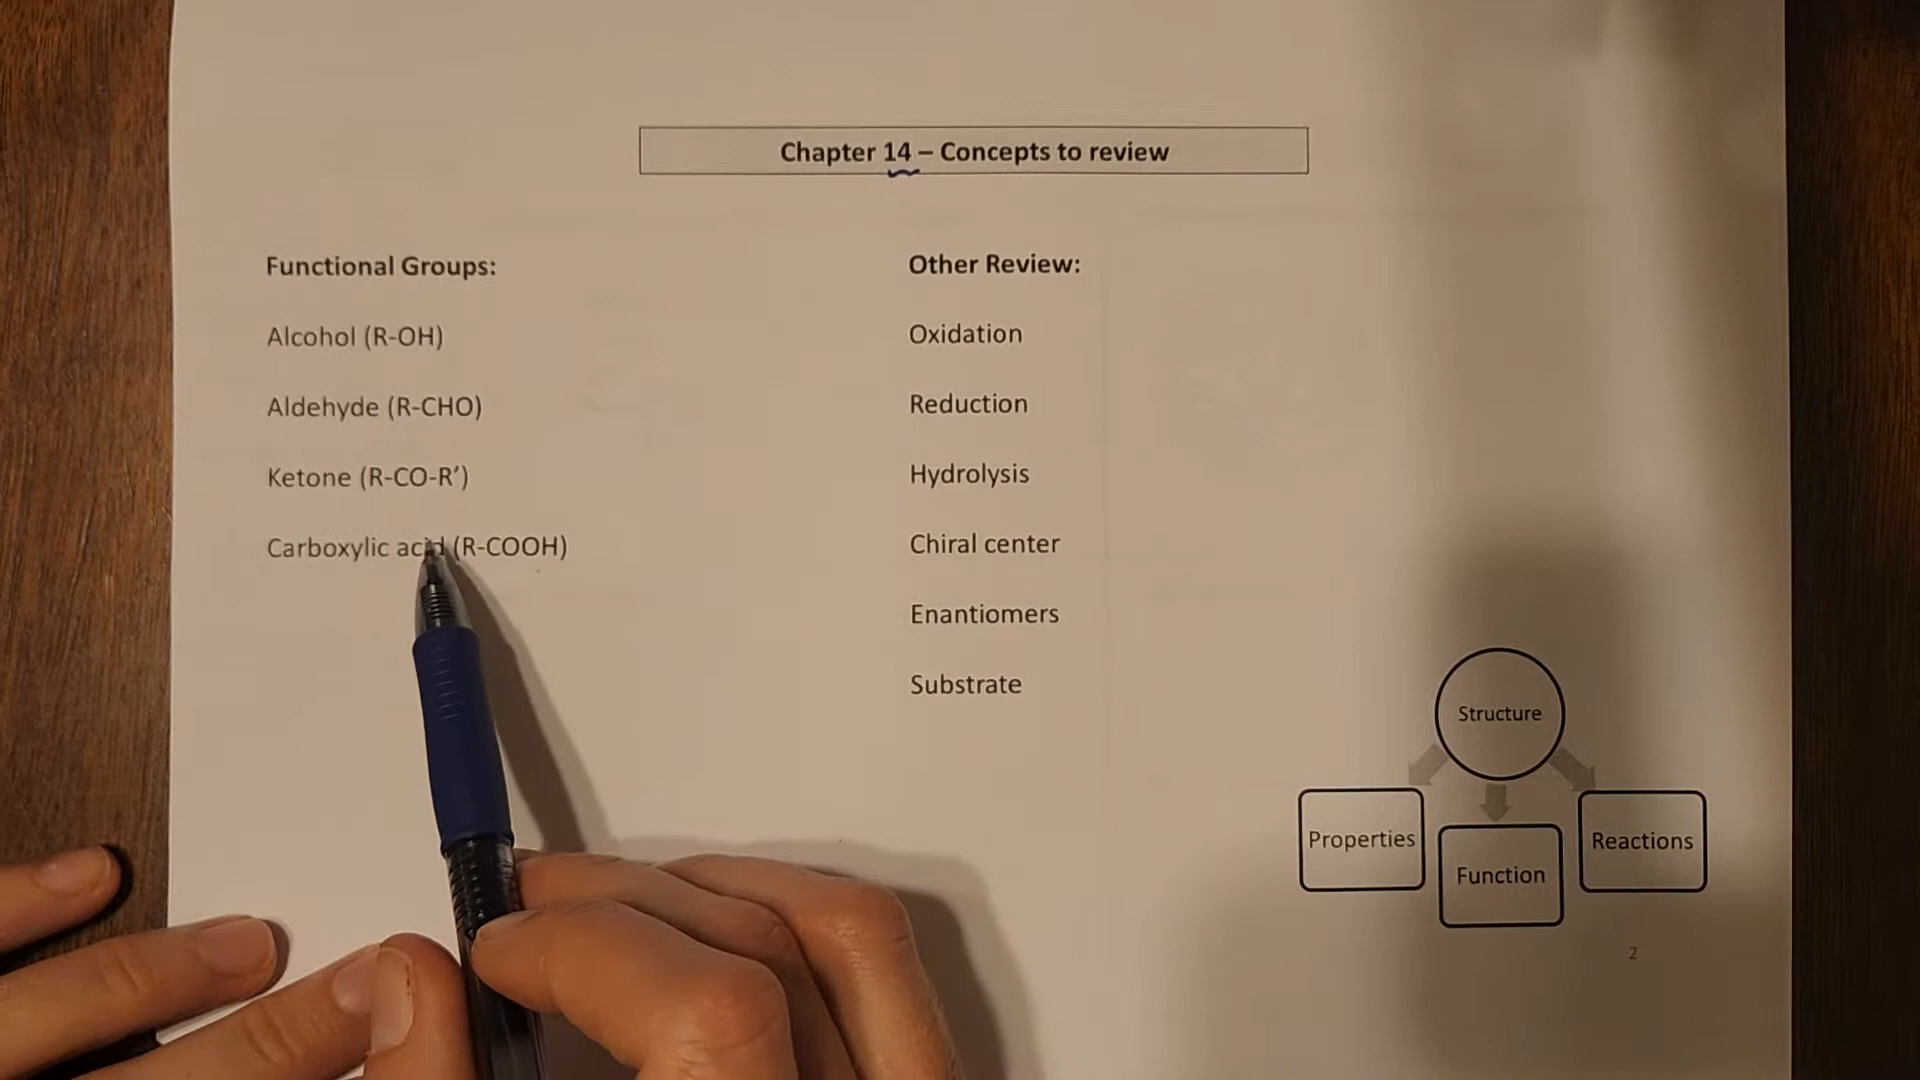 Chapter 14 – Concepts to review
Functional Groups:
Alcohol (R-OH)
Aldehyde (R-CHO)
Ketone (R-CO-R’)
Carboxylic acid (R-COOH)
Other Review:
Oxidation
Reduction
Hydrolysis
Chiral center
Enantiomers
Substrate
Structure
Properties
Function
Reactions
2